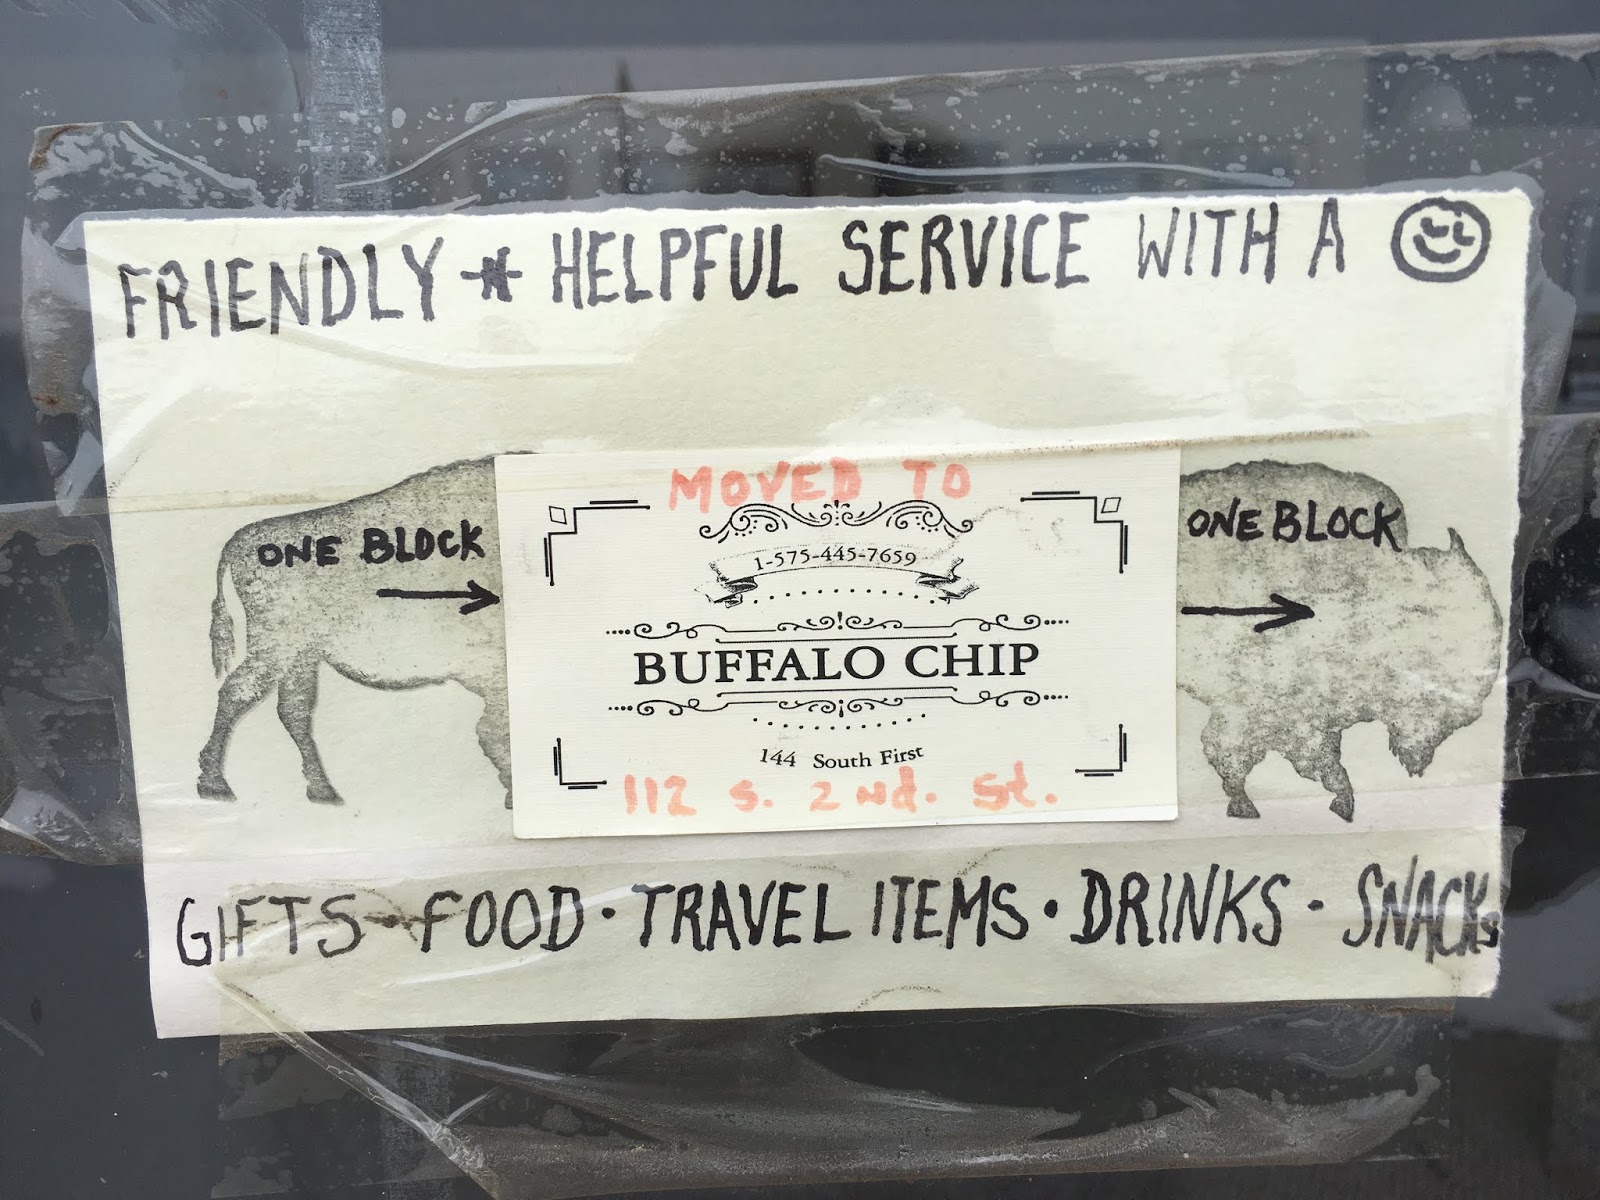 FRIENDLY * HELPFUL SERVICE WITH A
MOVED TO
ONE BLOCK
ONE BLOCK
1-575-445-7659
BUFFALO CHIP
144 South First
112 S. 2nd. St.
GIFTS · FOOD · TRAVEL ITEMS · DRINKS - SNACKS